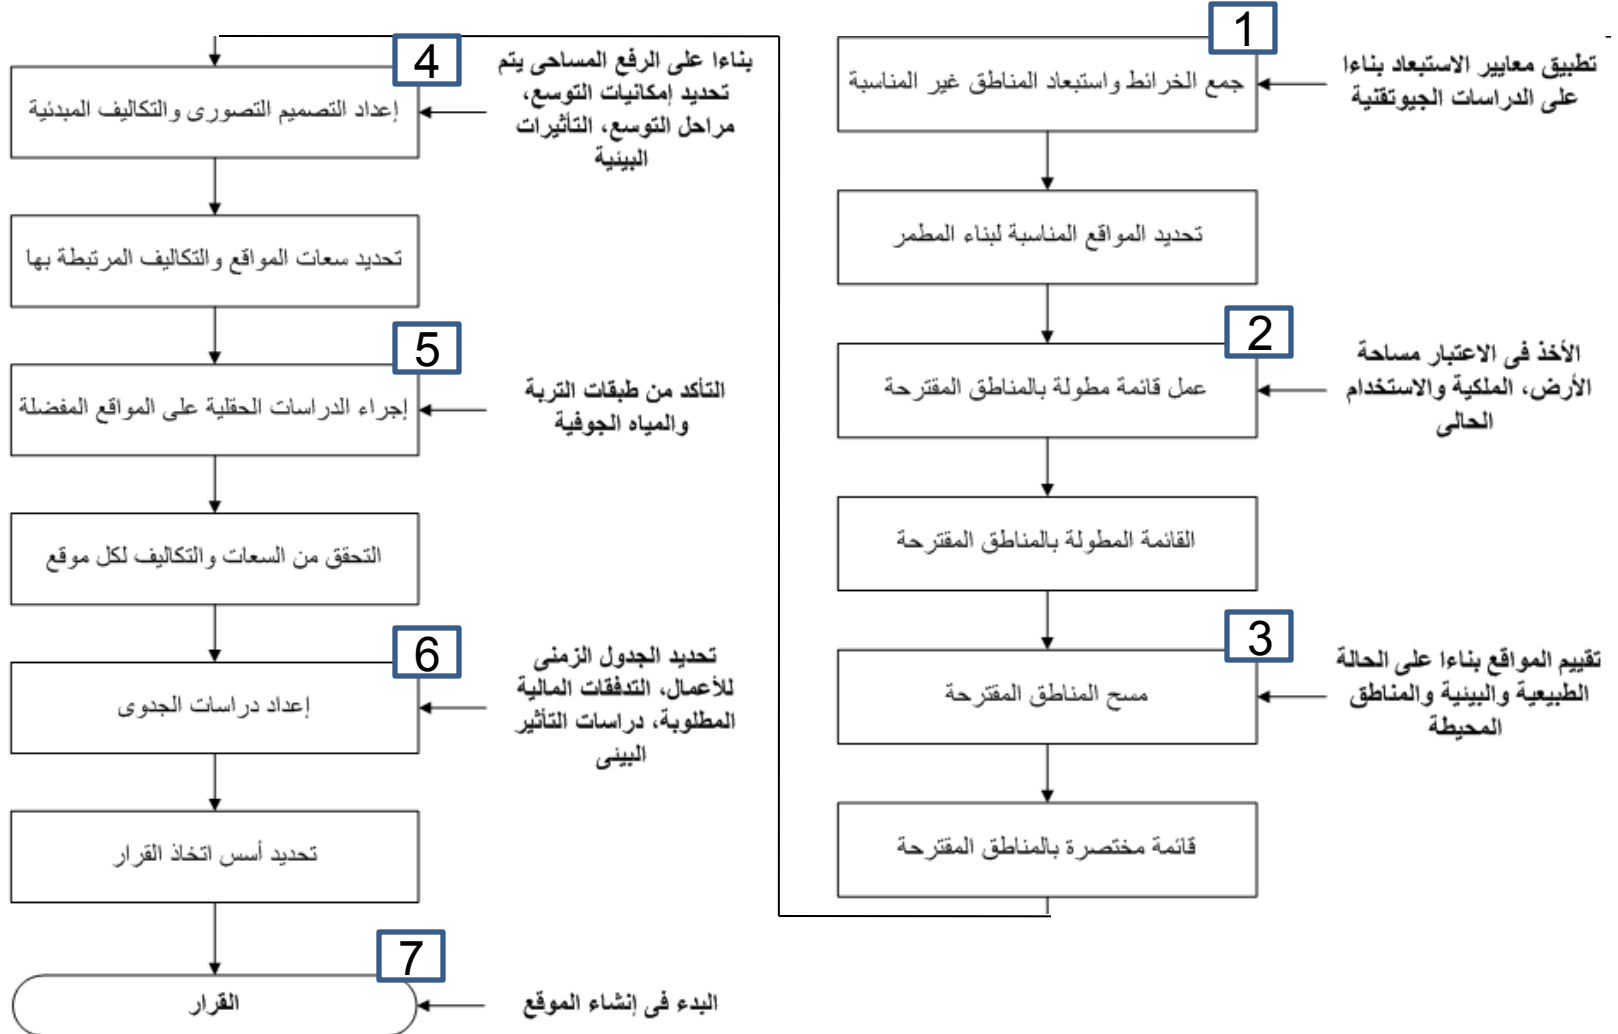 1
جمع الخرائط واستبعاد المناطق غير المناسبة
تطبيق معايير الاستبعاد بناءا
على الدراسات الجيوتقتية
تحديد المواقع المناسبة لبناء المطمر
2
عمل قائمة مطولة بالمناطق المقترحة
الأخذ فى الاعتبار مساحة
الأرض، الملكية والاستخدام
الحالى
القائمة المطولة بالمناطق المقترحة
3
مسح المناطق المقترحة
تقييم المواقع بناءا على الحالة
الطبيعية والبيئية والمناطق
المحيطة
قائمة مختصرة بالمناطق المقترحة
4
إعداد التصميم التصورى والتكاليف المبدئية
بناءا على الرفع المساحى يتم
تحديد إمكانيات التوسع،
مراحل التوسع، التأثيرات
البيئية
تحديد سعات المواقع والتكاليف المرتبطة بها
5
إجراء الدراسات الحقلية على المواقع المفضلة
التأكد من طبقات التربة
والمياه الجوفية
التحقق من السعات والتكاليف لكل موقع
6
إعداد دراسات الجدوى
تحديد الجدول الزمنى
للأعمال، التدفقات المالية
المطلوبة، دراسات التأثير
البيئى
تحديد أسس اتخاذ القرار
7
القرار
البدء فى إنشاء الموقع